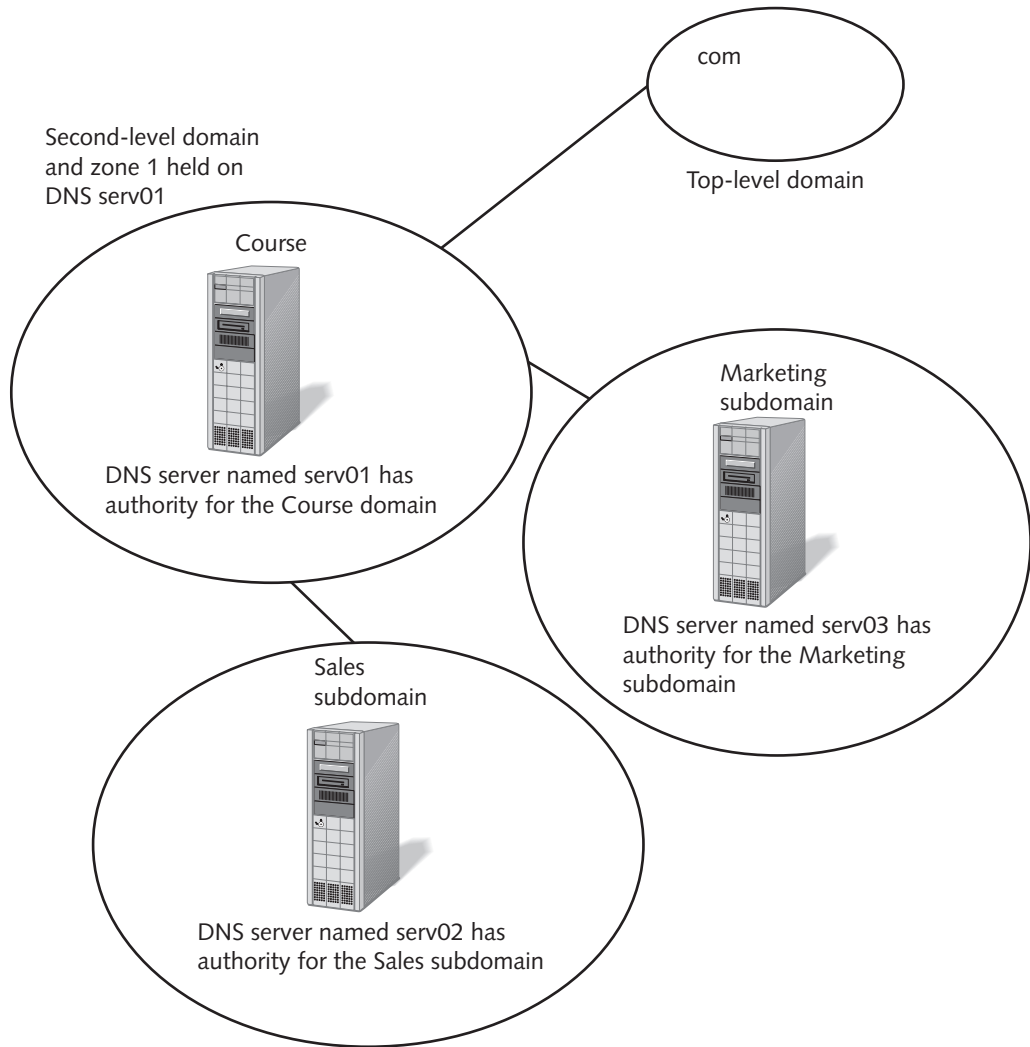 com
Top-level domain
Second-level domain
and zone 1 held on
DNS serv01
Course
DNS server named serv01 has
authority for the Course domain
Marketing
subdomain
DNS server named serv03 has
authority for the Marketing
subdomain
Sales
subdomain
DNS server named serv02 has
authority for the Sales subdomain